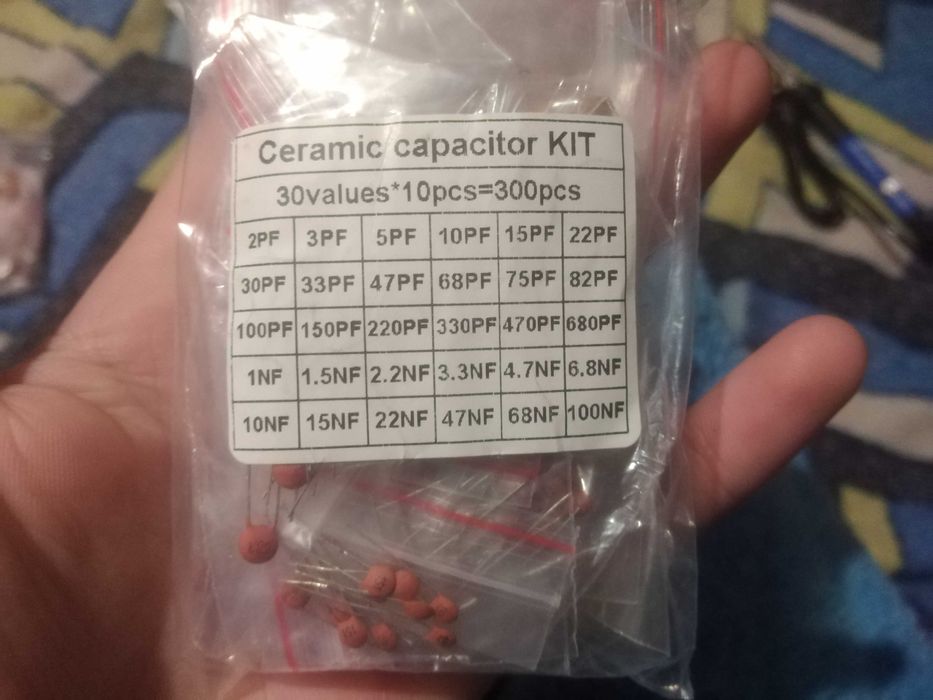 Ceramic capacitor KIT
30values*10pcs=300pcs
2PF 3PF 5PF 10PF 15PF 22PF
30PF 33PF 47PF 68PF 75PF 82PF
100PF 150PF 220PF 330PF 470PF 680PF
1NF 1.5NF 2.2NF 3.3NF 4.7NF 6.8NF
10NF 15NF 22NF 47NF 68NF 100NF